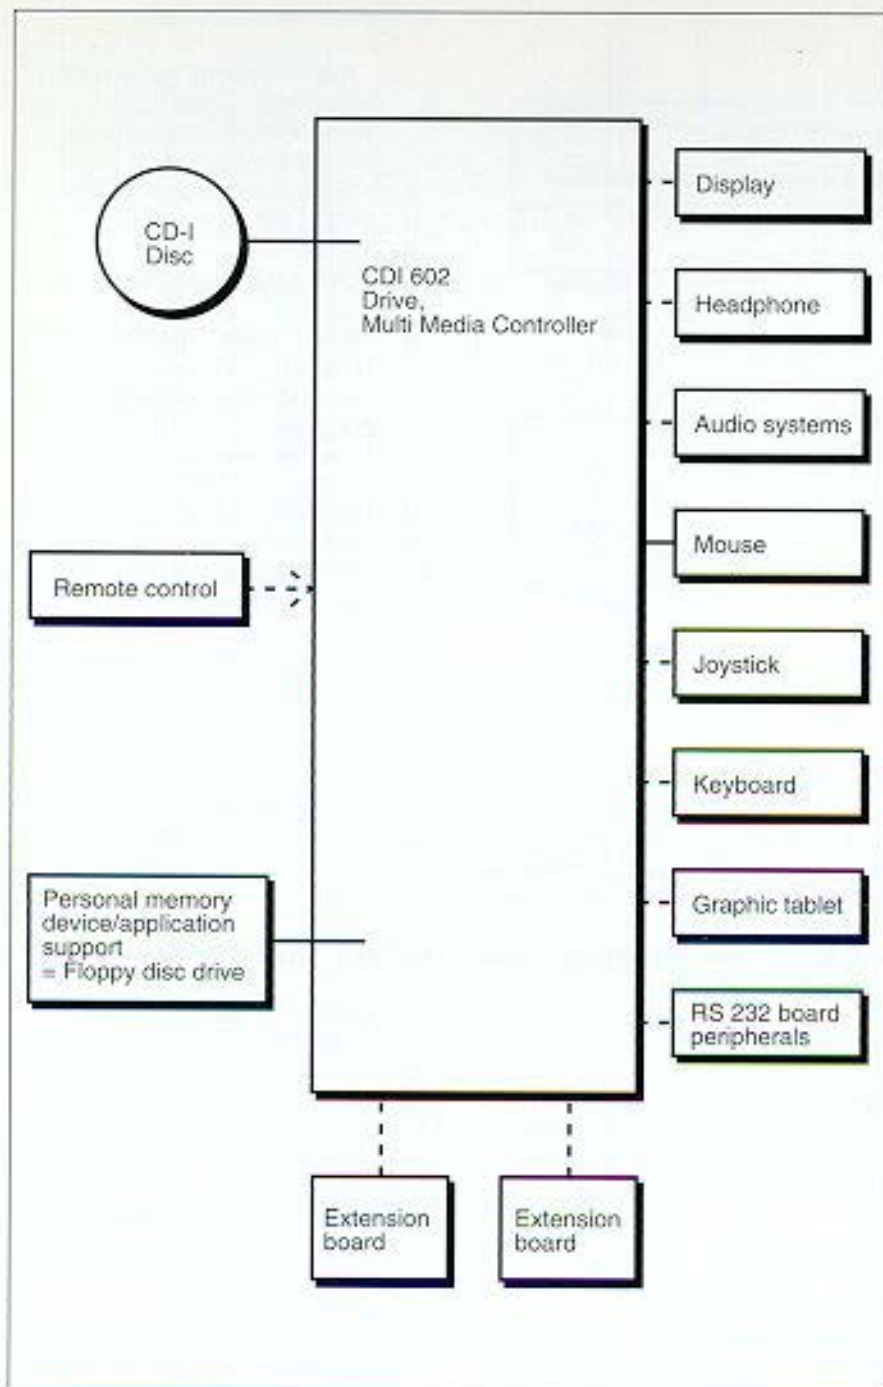 CD-I
Disc
CDI 602
Drive,
Multi Media Controller
Remote control
Personal memory
device/application
support
= Floppy disc drive
Display
Headphone
Audio systems
Mouse
Joystick
Keyboard
Graphic tablet
RS 232 board
peripherals
Extension
board
Extension
board